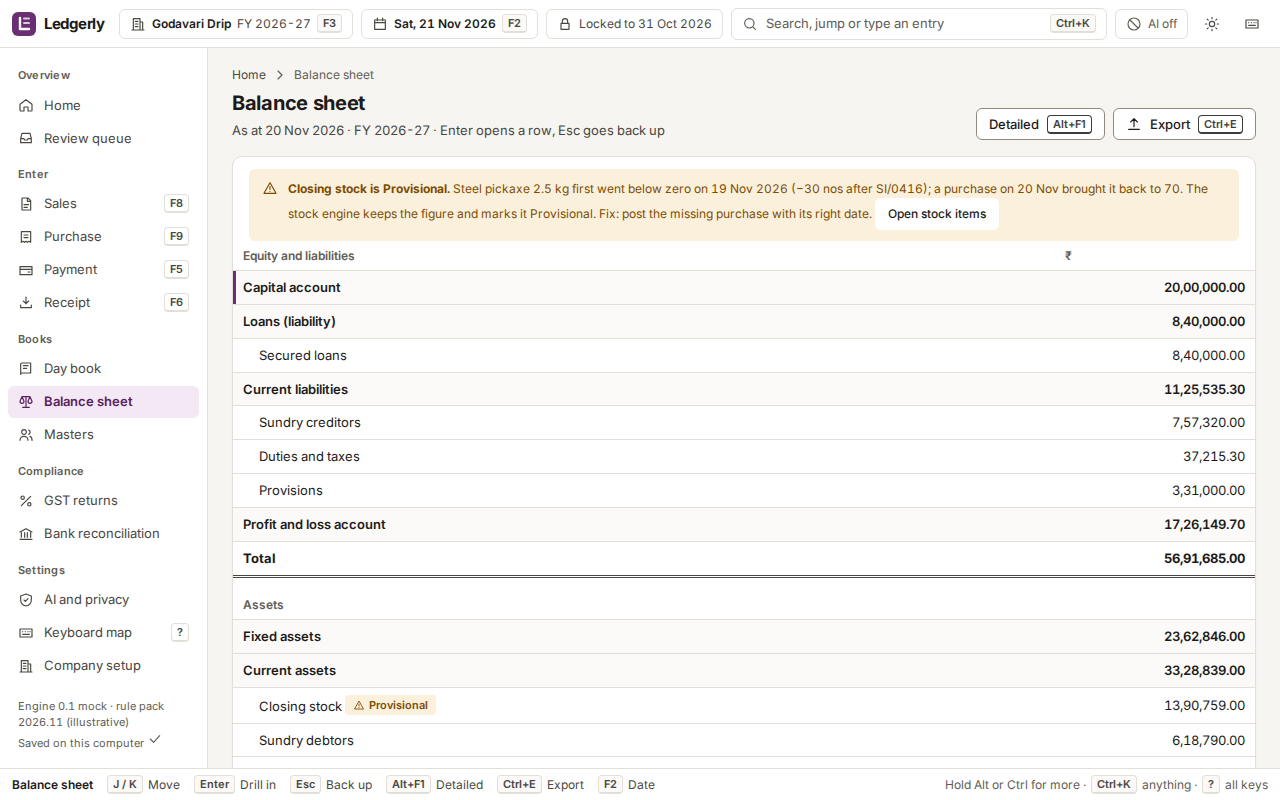 Ledgerly
Godavari Drip FY 2026-27 F3
Sat, 21 Nov 2026 F2
Locked to 31 Oct 2026
Search, jump or type an entry Ctrl+K
AI off
Overview
Home
Review queue
Enter
Sales F8
Purchase F9
Payment F5
Receipt F6
Books
Day book
Balance sheet
Masters
Compliance
GST returns
Bank reconciliation
Settings
AI and privacy
Keyboard map ?
Company setup
Engine 0.1 mock · rule pack
2026.11 (illustrative)
Saved on this computer
Home > Balance sheet
Balance sheet
As at 20 Nov 2026 · FY 2026-27 · Enter opens a row, Esc goes back up
Detailed Alt+F1
Export Ctrl+E
Closing stock is Provisional. Steel pickaxe 2.5 kg first went below zero on 19 Nov 2026 (−30 nos after SI/0416); a purchase on 20 Nov brought it back to 70. The
stock engine keeps the figure and marks it Provisional. Fix: post the missing purchase with its right date. Open stock items
Equity and liabilities ₹
Capital account 20,00,000.00
Loans (liability) 8,40,000.00
Secured loans 8,40,000.00
Current liabilities 11,25,535.30
Sundry creditors 7,57,320.00
Duties and taxes 37,215.30
Provisions 3,31,000.00
Profit and loss account 17,26,149.70
Total 56,91,685.00
Assets
Fixed assets 23,62,846.00
Current assets 33,28,839.00
Closing stock Provisional 13,90,759.00
Sundry debtors 6,18,790.00
Balance sheet J / K Move Enter Drill in Esc Back up Alt+F1 Detailed Ctrl+E Export F2 Date
Hold Alt or Ctrl for more · Ctrl+K anything · ? all keys